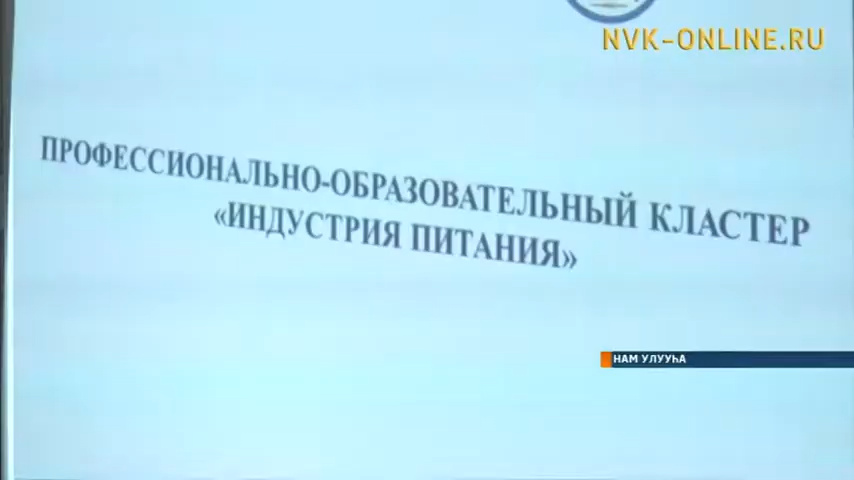 NVK-ONLINE.RU
ПРОФЕССИОНАЛЬНО-ОБРАЗОВАТЕЛЬНЫЙ КЛАСТЕР
«ИНДУСТРИЯ ПИТАНИЯ»
НАМ УЛУУҺА